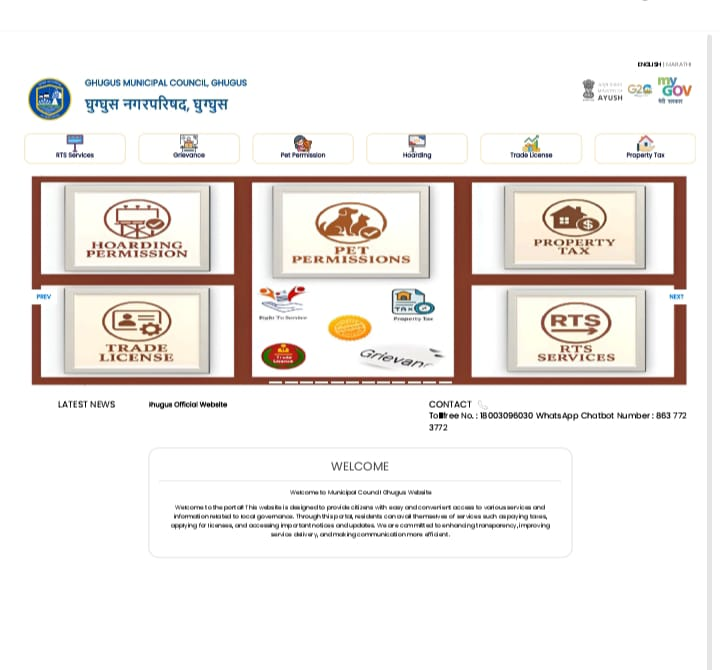 ENGLISH | MARATHI
GHUGUS MUNICIPAL COUNCIL, GHUGUS
घुग्घुस नगरपरिषद, घुग्घुस
AYUSH
G20
my
GOV
मेरी सरकार
RTS Services
Grievance
Pet Permission
Hoarding
Trade License
Property Tax
HOARDING
PERMISSION
PET
PERMISSIONS
PROPERTY
TAX
PREV
NEXT
Right To Service
TAX
Property Tax
TRADE
LICENSE
Trade
License
Grievanc
RTS
RTS
SERVICES
LATEST NEWS
Ghugus Official Website
CONTACT
Tollfree No. : 18003096030 WhatsApp Chatbot Number : 863 772
3772
WELCOME
Welcome to Municipal Council Ghugus Website
Welcome to the portal! This website is designed to provide citizens with easy and convenient access to various services and
information related to local governance. Through this portal, residents can avail themselves of services such as paying taxes,
applying for licenses, and accessing important notices and updates. We are committed to enhancing transparency, improving
service delivery, and making communication more efficient.